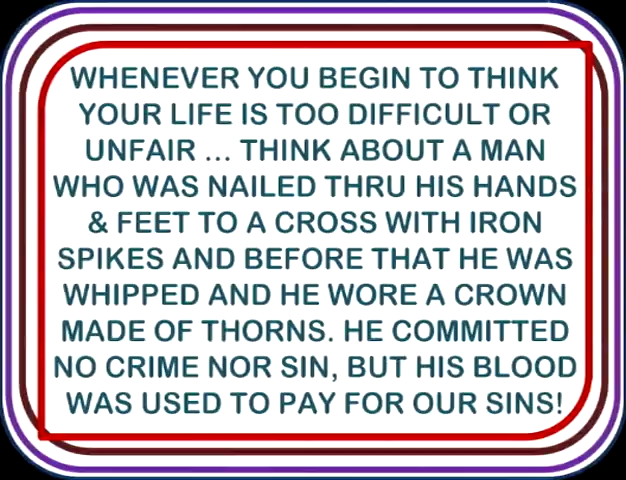 WHENEVER YOU BEGIN TO THINK
YOUR LIFE IS TOO DIFFICULT OR
UNFAIR ... THINK ABOUT A MAN
WHO WAS NAILED THRU HIS HANDS
& FEET TO A CROSS WITH IRON
SPIKES AND BEFORE THAT HE WAS
WHIPPED AND HE WORE A CROWN
MADE OF THORNS. HE COMMITTED
NO CRIME NOR SIN, BUT HIS BLOOD
WAS USED TO PAY FOR OUR SINS!